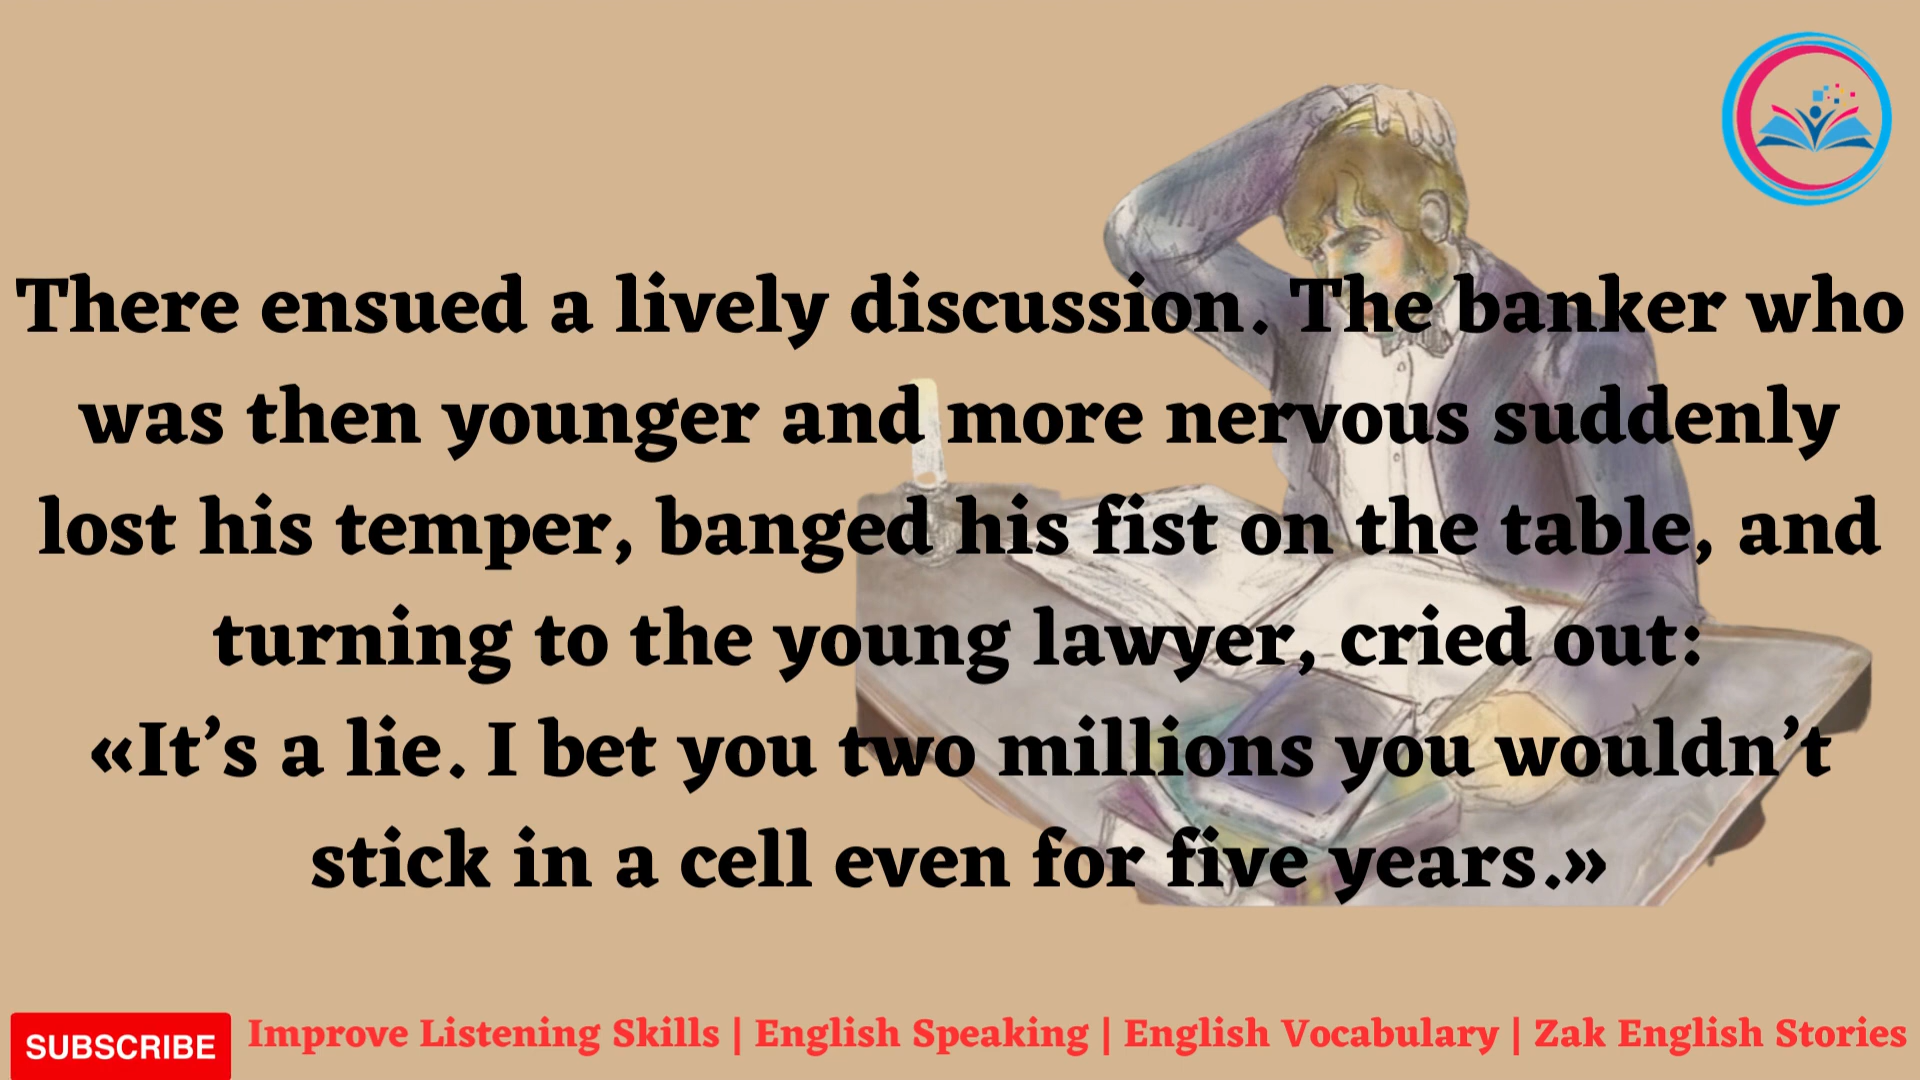 There ensued a lively discussion. The banker who
was then younger and more nervous suddenly
lost his temper, banged his fist on the table, and
turning to the young lawyer, cried out:
«It’s a lie. I bet you two millions you wouldn’t
stick in a cell even for five years.»
SUBSCRIBE Improve Listening Skills | English Speaking | English Vocabulary | Zak English Stories